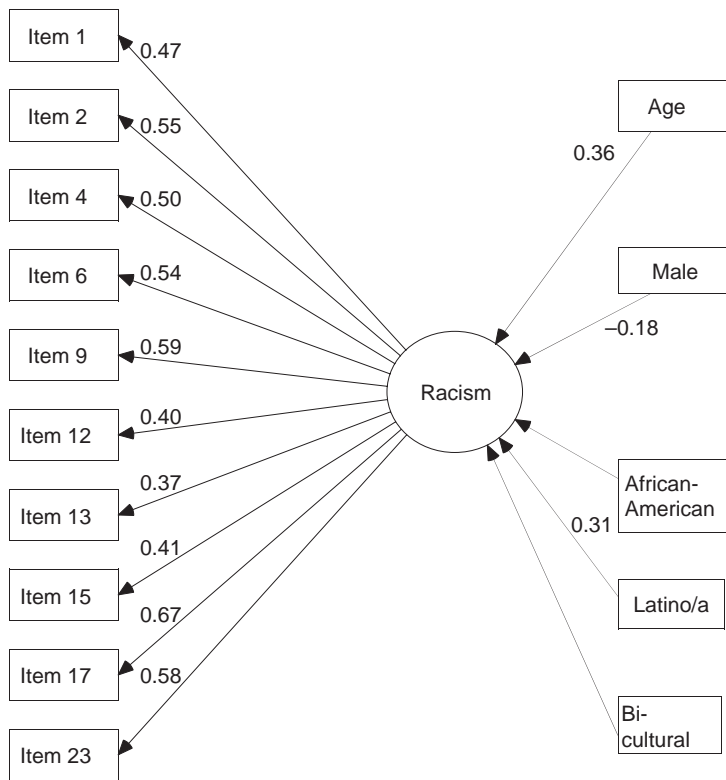 Item 1
0.47
Item 2
0.55
Item 4
0.50
Item 6
0.54
Item 9
0.59
Item 12
0.40
Item 13
0.37
Item 15
0.41
Item 17
0.67
Item 23
0.58
Racism
Age
0.36
Male
–0.18
African-
American
0.31
Latino/a
Bi-
cultural